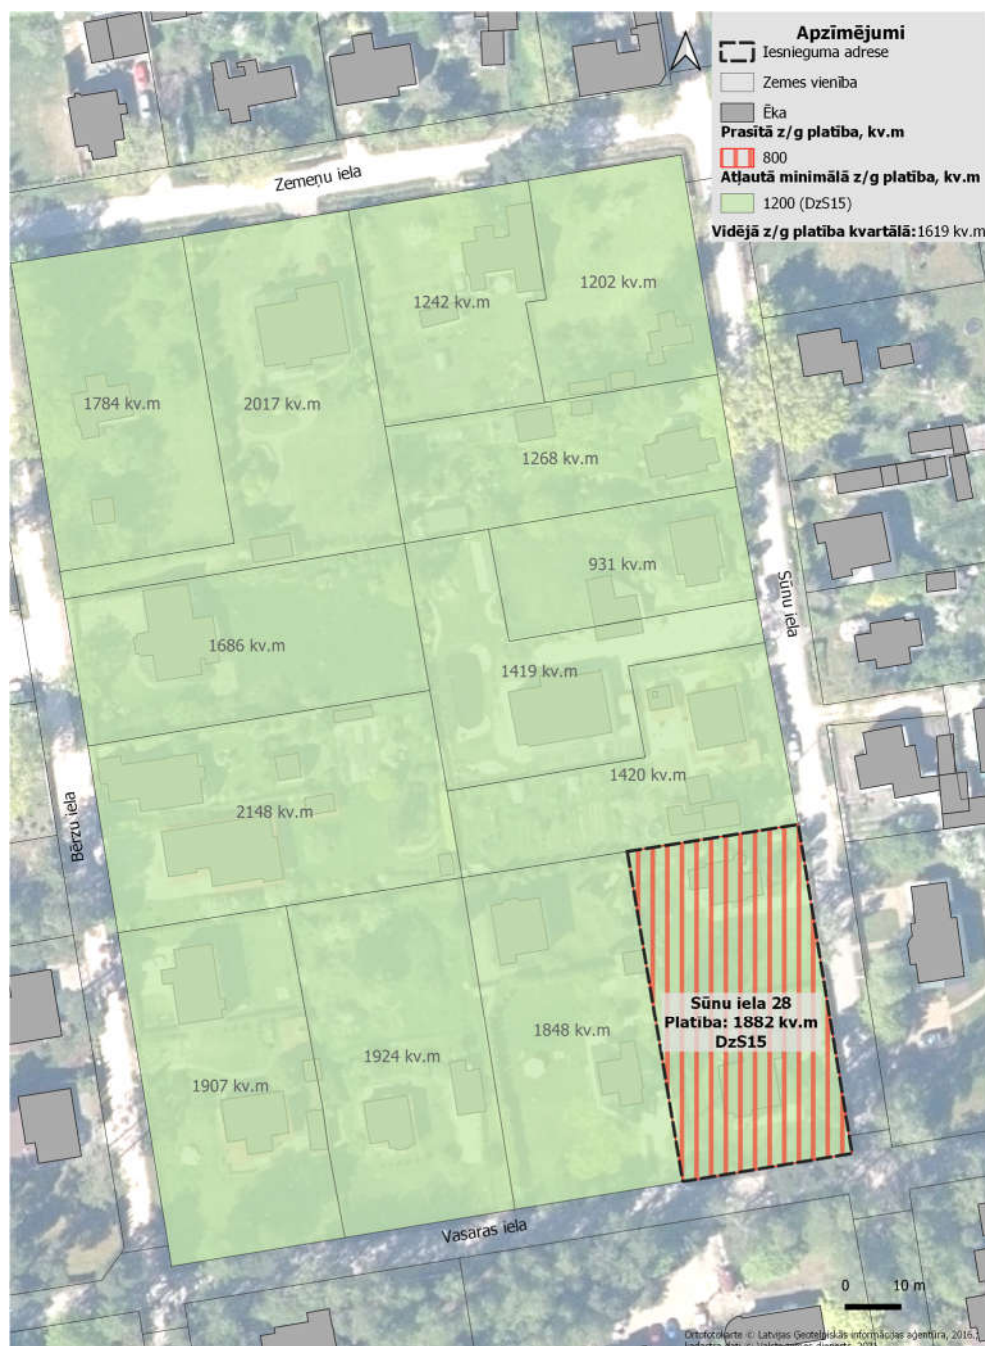 Apzīmējumi
Iesnieguma adrese
Zemes vienība
Ēka
Prasītā z/g platība, kv.m
800
Atļautā minimālā z/g platība, kv.m
1200 (DzS15)
Vidējā z/g platība kvartālā: 1619 kv.m
Zemeņu iela
1202 kv.m
1242 kv.m
1784 kv.m
2017 kv.m
1268 kv.m
931 kv.m
Sūnu iela
1686 kv.m
1419 kv.m
1420 kv.m
2148 kv.m
Bērzu iela
Sūnu iela 28
Platība: 1882 kv.m
DzS15
1848 kv.m
1924 kv.m
1907 kv.m
Vasaras iela
0 10 m
Ortofotokarte © Latvijas Ģeotelpiskās informācijas aģentūra, 2016.;